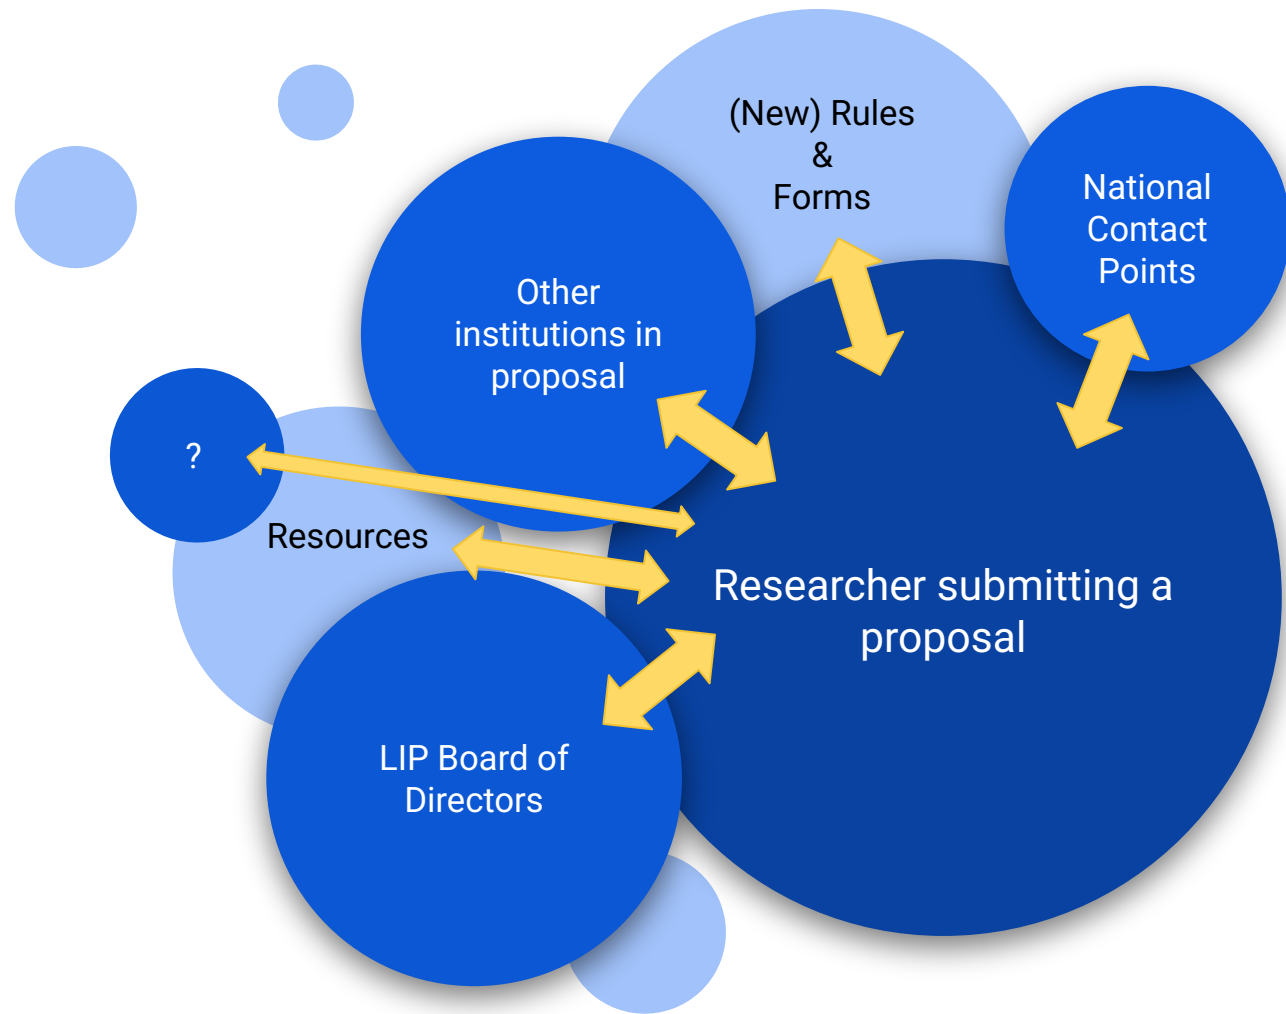 (New) Rules
&
Forms
National
Contact
Points
Other
institutions in
proposal
?
Resources
Researcher submitting a
proposal
LIP Board of
Directors